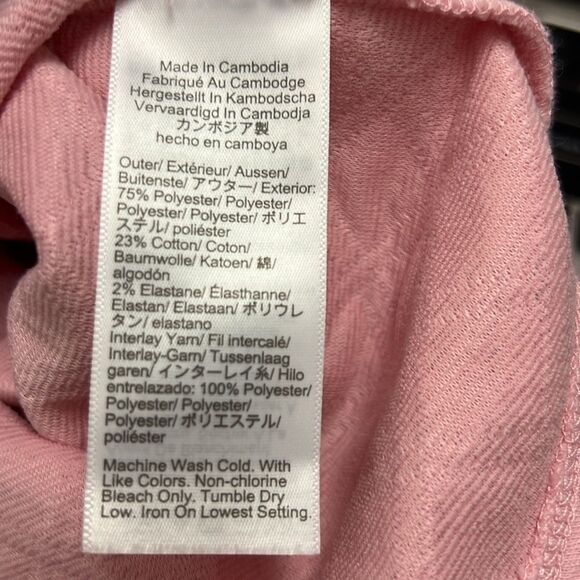 Made In Cambodia
Fabriqué Au Cambodge
Hergestellt In Kambodscha
Vervaardigd In Cambodja
カンボジア製
hecho en camboya
Outer/ Extérieur/ Aussen/
Buitenste/ アウター/ Exterior:
75% Polyester/ Polyester/
Polyester/ Polyester/ ポリエ
ステル/ poliéster
23% Cotton/ Coton/
Baumwolle/ Katoen/ 綿/
algodón
2% Elastane/ Élasthanne/
Elastan/ Elastaan/ ポリウレ
タン/ elastano
Interlay Yarn/ Fil intercalé/
Interlay-Garn/ Tussenlaag
garen/ インターレイ糸/ Hilo
entrelazado: 100% Polyester/
Polyester/ Polyester/
Polyester/ ポリエステル/
poliéster
Machine Wash Cold. With
Like Colors. Non-chlorine
Bleach Only. Tumble Dry
Low. Iron On Lowest Setting.